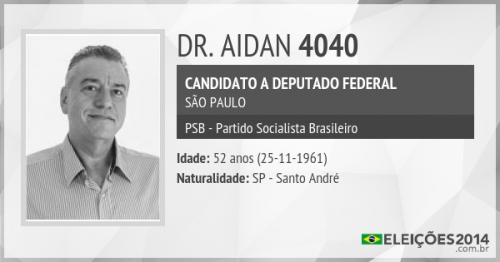 DR. AIDAN 4040
CANDIDATO A DEPUTADO FEDERAL
SÃO PAULO
PSB - Partido Socialista Brasileiro
Idade: 52 anos (25-11-1961)
Naturalidade: SP - Santo André
ELEIÇÕES2014
.com.br